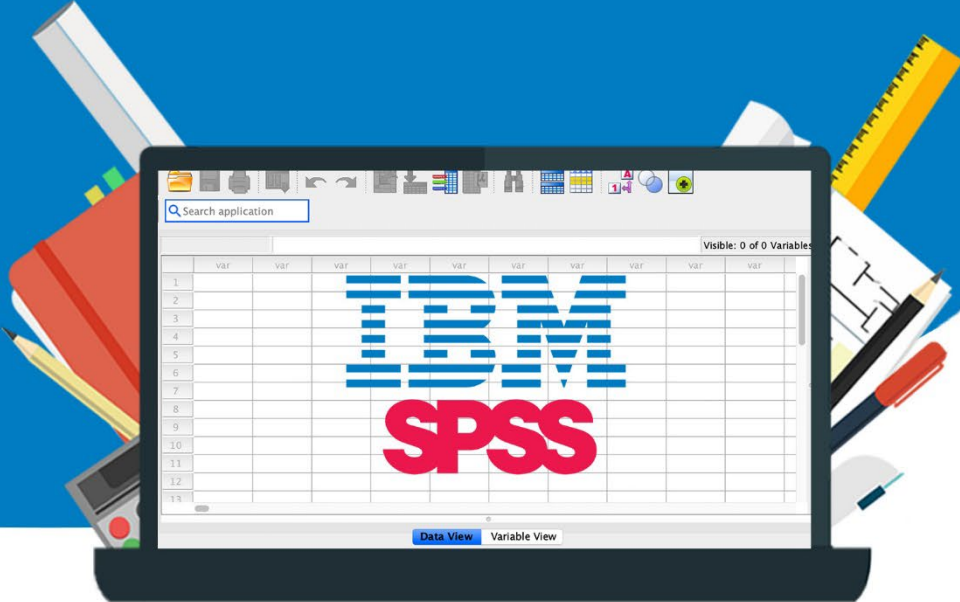 A
1
Search application
Visible: 0 of 0 Variables
var var var var var var var var var var
1
2
3
4
5
6
7
8
9
10
11
12
13
IBM
SPSS
Data View Variable View